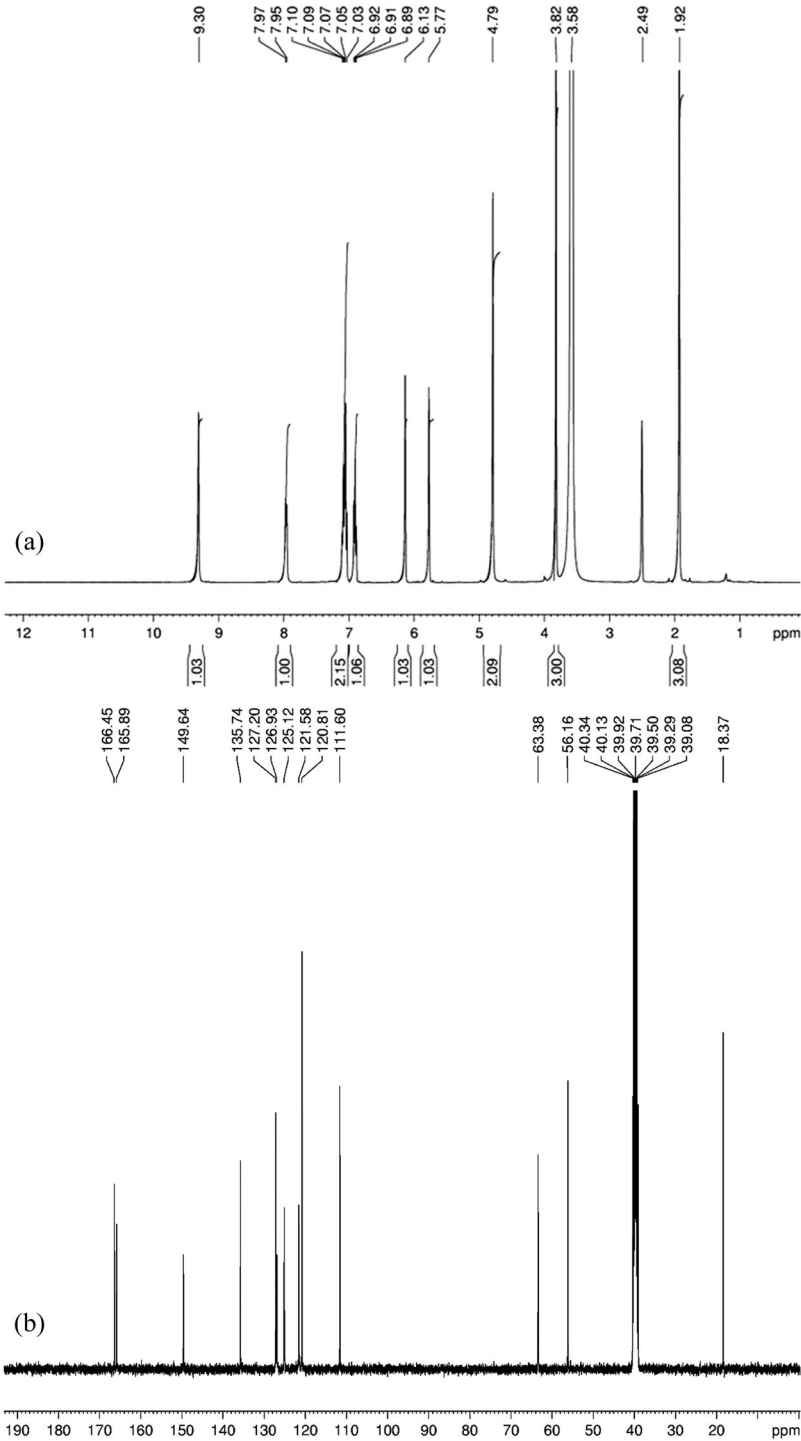 9.30 7.97 7.95 7.10 7.09 7.07 7.05 7.03 6.92 6.91 6.89 6.13 5.77 4.79 3.82 3.58 2.49 1.92
(a)
12 11 10 9 8 7 6 5 4 3 2 1 ppm
1.03 1.00 2.15 1.06 1.03 1.03 2.09 3.00 3.08
166.45 165.89 149.64 135.74 127.20 126.93 125.12 121.58 120.81 111.60 63.38 56.16 40.34 40.13 39.92 39.71 39.50 39.29 39.08 18.37
(b)
190 180 170 160 150 140 130 120 110 100 90 80 70 60 50 40 30 20 ppm